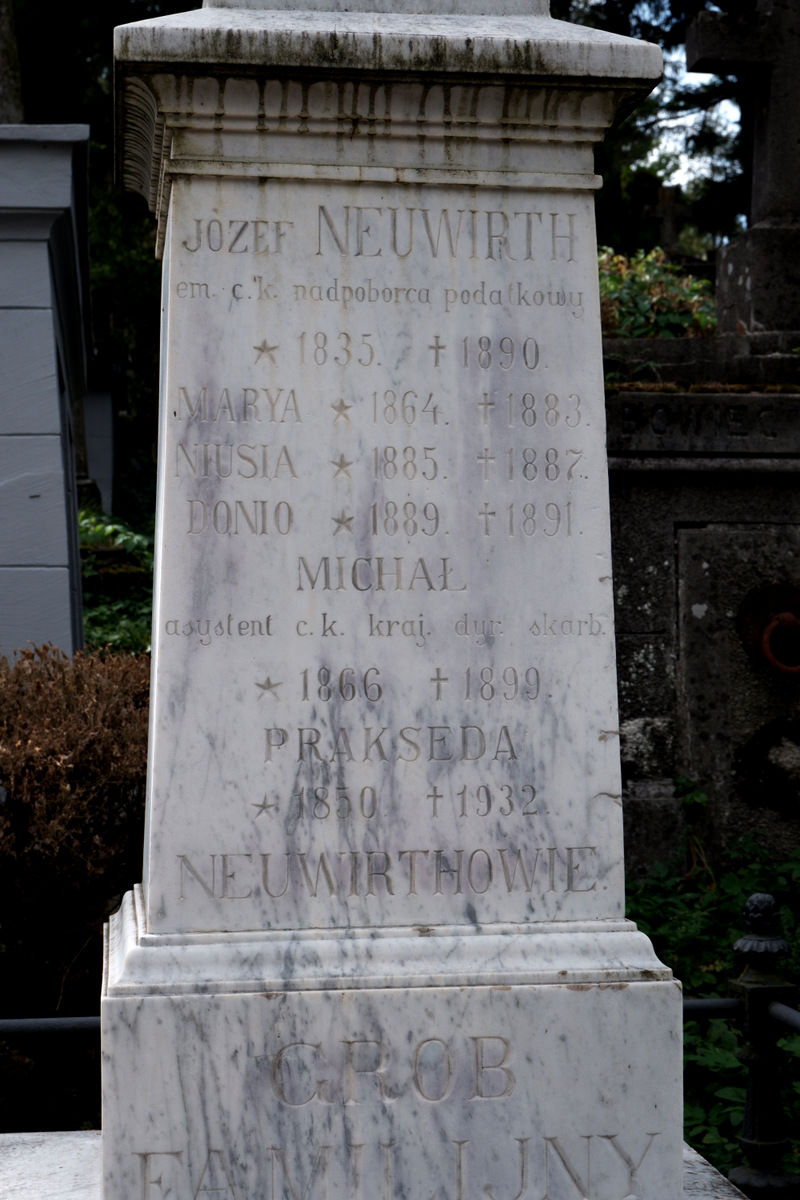 JÓZEF NEUWIRTH
em. c.k. nadpoborca podatkowy
★ 1835. ✝ 1890.
MARYA ★ 1864. ✝ 1883.
NIUSIA ★ 1885. ✝ 1887.
DONIO ★ 1889. ✝ 1891.
MICHAŁ
asystent c.k. kraj. dyr. skarb.
★ 1866 ✝ 1899.
PRAKSEDA
★ 1850. ✝ 1932.
NEUWIRTHOWIE.
GRÓB
FAMILIJNY